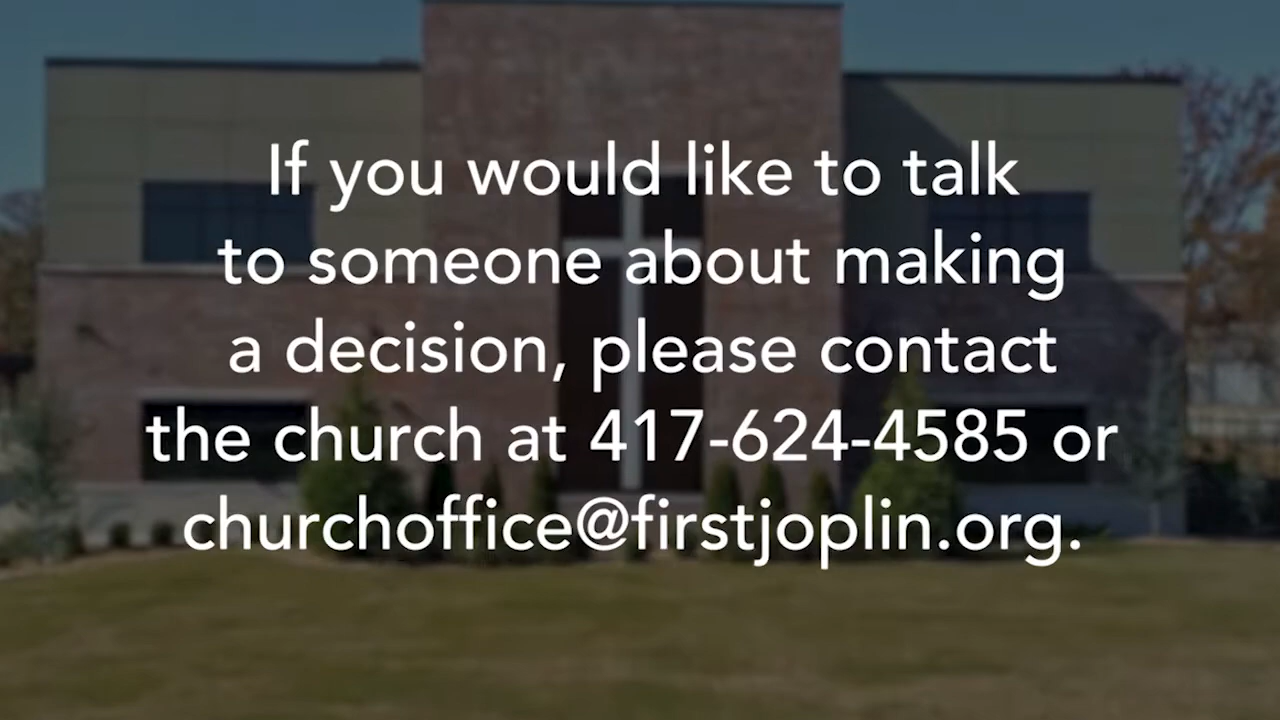 If you would like to talk
to someone about making
a decision, please contact
the church at 417-624-4585 or
churchoffice@firstjoplin.org.